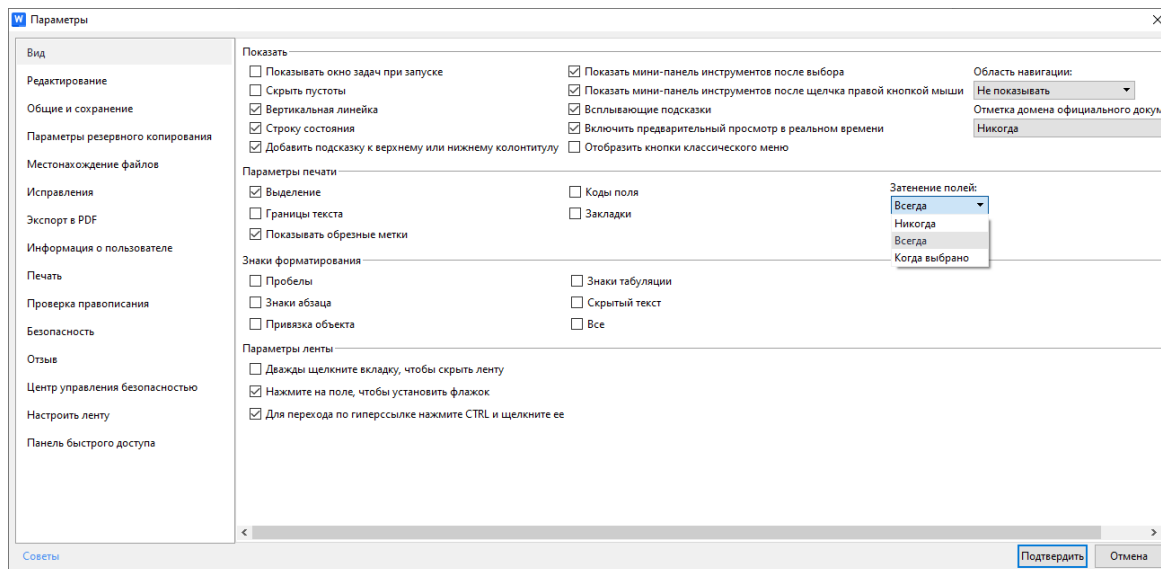 W Параметры
Вид
Редактирование
Общие и сохранение
Параметры резервного копирования
Местонахождение файлов
Исправления
Экспорт в PDF
Информация о пользователе
Печать
Проверка правописания
Безопасность
Отзыв
Центр управления безопасностью
Настроить ленту
Панель быстрого доступа
Показать
Показывать окно задач при запуске
Скрыть пустоты
Вертикальная линейка
Строку состояния
Добавить подсказку к верхнему или нижнему колонтитулу
Показать мини-панель инструментов после выбора
Показать мини-панель инструментов после щелчка правой кнопкой мыши
Всплывающие подсказки
Включить предварительный просмотр в реальном времени
Отобразить кнопки классического меню
Область навигации:
Не показывать
Отметка домена официального докум
Никогда
Параметры печати
Выделение
Границы текста
Показывать обрезные метки
Коды поля
Закладки
Затенение полей:
Всегда
Никогда
Всегда
Когда выбрано
Знаки форматирования
Пробелы
Знаки абзаца
Привязка объекта
Знаки табуляции
Скрытый текст
Все
Параметры ленты
Дважды щелкните вкладку, чтобы скрыть ленту
Нажмите на поле, чтобы установить флажок
Для перехода по гиперссылке нажмите CTRL и щелкните ее
Советы
Подтвердить
Отмена